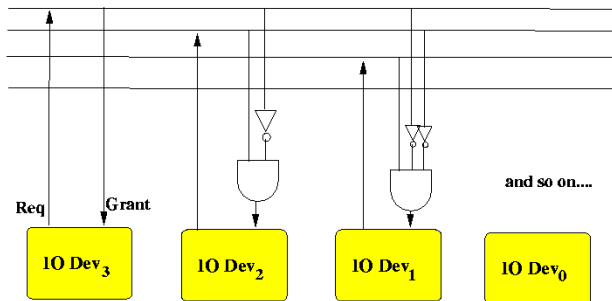 and so on....
Req
Grant
IO Dev3
IO Dev2
IO Dev1
IO Dev0